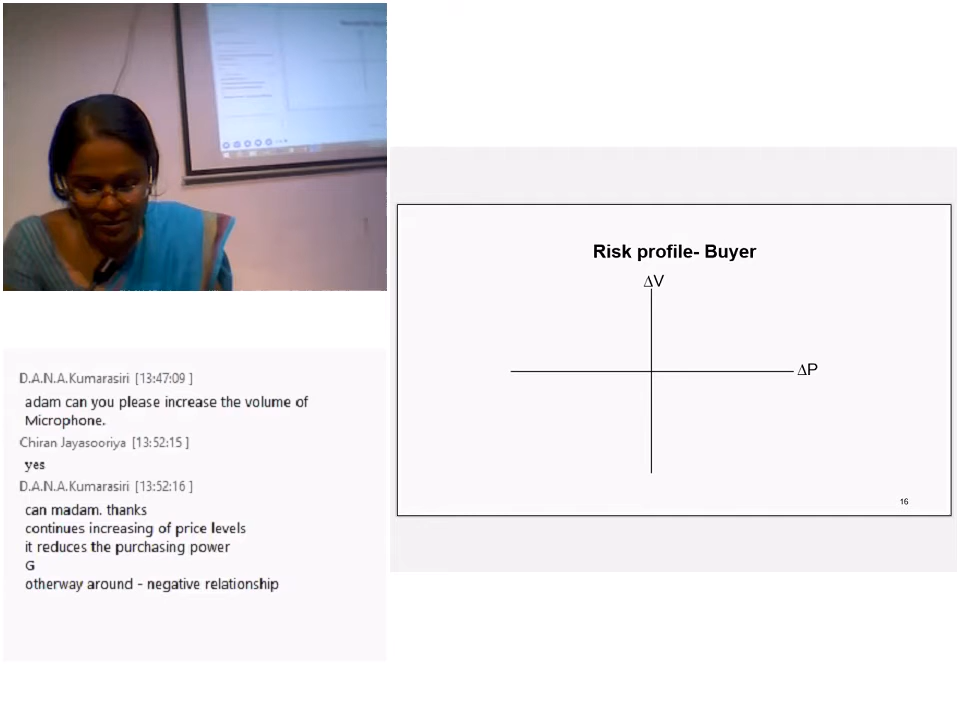 Risk profile- Buyer
ΔV
ΔP
16
D.A.N.A.Kumarasiri [13:47:09 ]
adam can you please increase the volume of
Microphone.
Chiran Jayasooriya [13:52:15 ]
yes
D.A.N.A.Kumarasiri [13:52:16 ]
can madam. thanks
continues increasing of price levels
it reduces the purchasing power
G
otherway around - negative relationship